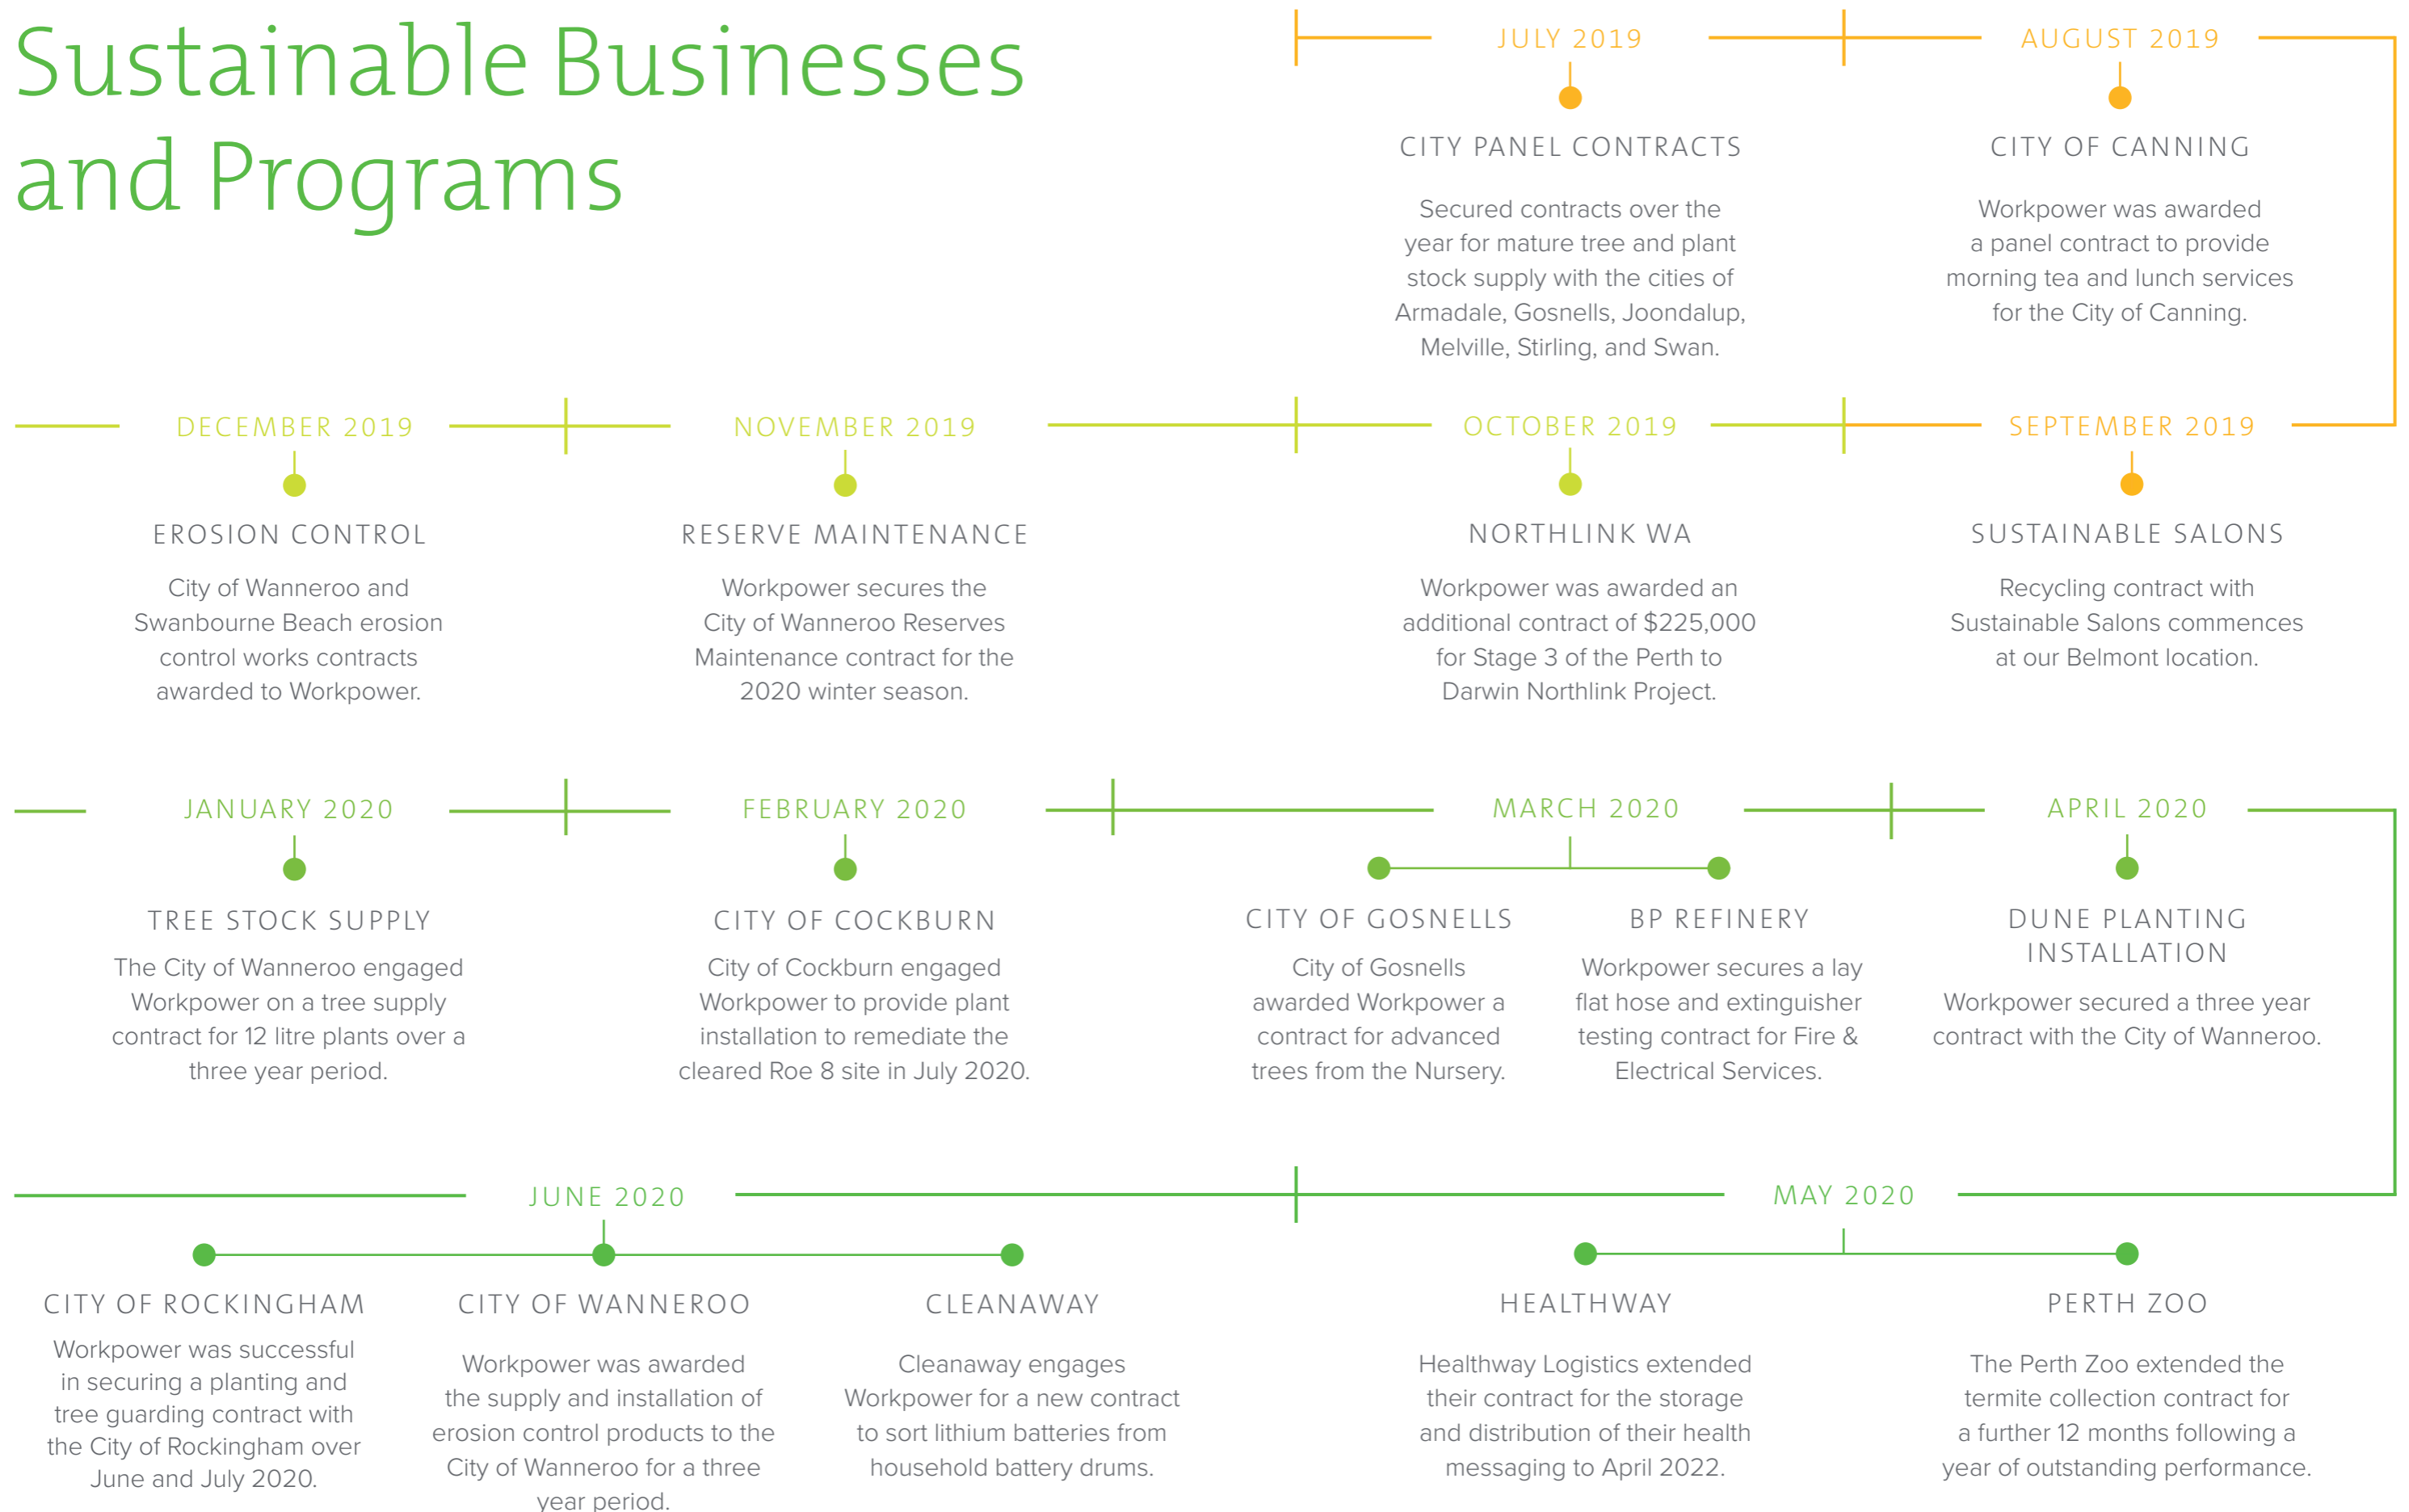 Sustainable Businesses
and Programs
JULY 2019
CITY PANEL CONTRACTS
Secured contracts over the
year for mature tree and plant
stock supply with the cities of
Armadale, Gosnells, Joondalup,
Melville, Stirling, and Swan.
AUGUST 2019
CITY OF CANNING
Workpower was awarded
a panel contract to provide
morning tea and lunch services
for the City of Canning.
SEPTEMBER 2019
SUSTAINABLE SALONS
Recycling contract with
Sustainable Salons commences
at our Belmont location.
OCTOBER 2019
NORTHLINK WA
Workpower was awarded an
additional contract of $225,000
for Stage 3 of the Perth to
Darwin Northlink Project.
NOVEMBER 2019
RESERVE MAINTENANCE
Workpower secures the
City of Wanneroo Reserves
Maintenance contract for the
2020 winter season.
DECEMBER 2019
EROSION CONTROL
City of Wanneroo and
Swanbourne Beach erosion
control works contracts
awarded to Workpower.
JANUARY 2020
TREE STOCK SUPPLY
The City of Wanneroo engaged
Workpower on a tree supply
contract for 12 litre plants over a
three year period.
FEBRUARY 2020
CITY OF COCKBURN
City of Cockburn engaged
Workpower to provide plant
installation to remediate the
cleared Roe 8 site in July 2020.
MARCH 2020
CITY OF GOSNELLS
City of Gosnells
awarded Workpower a
contract for advanced
trees from the Nursery.
BP REFINERY
Workpower secures a lay
flat hose and extinguisher
testing contract for Fire &
Electrical Services.
APRIL 2020
DUNE PLANTING
INSTALLATION
Workpower secured a three year
contract with the City of Wanneroo.
MAY 2020
HEALTHWAY
Healthway Logistics extended
their contract for the storage
and distribution of their health
messaging to April 2022.
PERTH ZOO
The Perth Zoo extended the
termite collection contract for
a further 12 months following a
year of outstanding performance.
JUNE 2020
CITY OF ROCKINGHAM
Workpower was successful
in securing a planting and
tree guarding contract with
the City of Rockingham over
June and July 2020.
CITY OF WANNEROO
Workpower was awarded
the supply and installation of
erosion control products to the
City of Wanneroo for a three
year period.
CLEANAWAY
Cleanaway engages
Workpower for a new contract
to sort lithium batteries from
household battery drums.